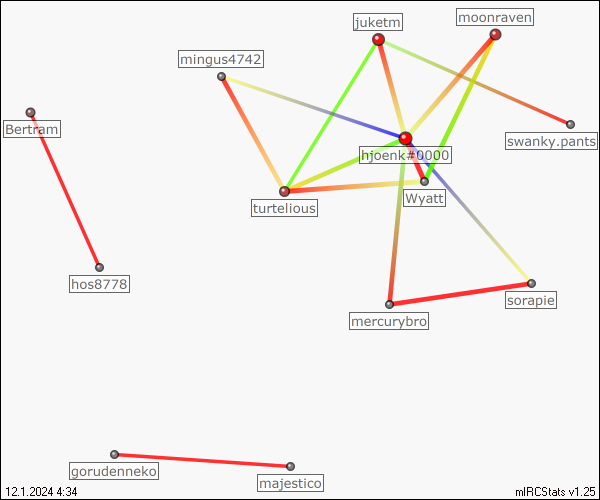 moonraven
juketm
mingus4742
Bertram
swanky.pants
hjoenk#0000
Wyatt
turtelious
hos8778
sorapie
mercurybro
gorudenneko
majestico
12.1.2024 4:34
mIRCStats v1.25